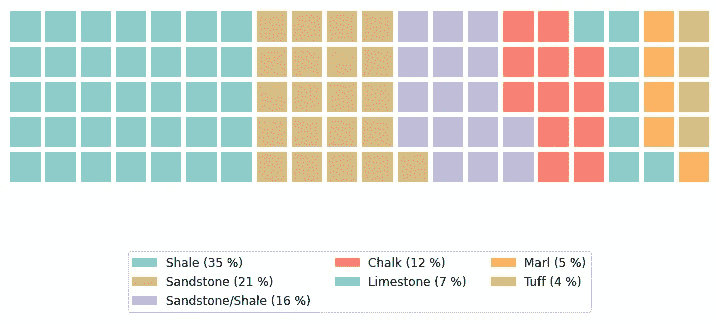 Shale (35 %) Chalk (12 %) Marl (5 %)
Sandstone (21 %) Limestone (7 %) Tuff (4 %)
Sandstone/Shale (16 %)